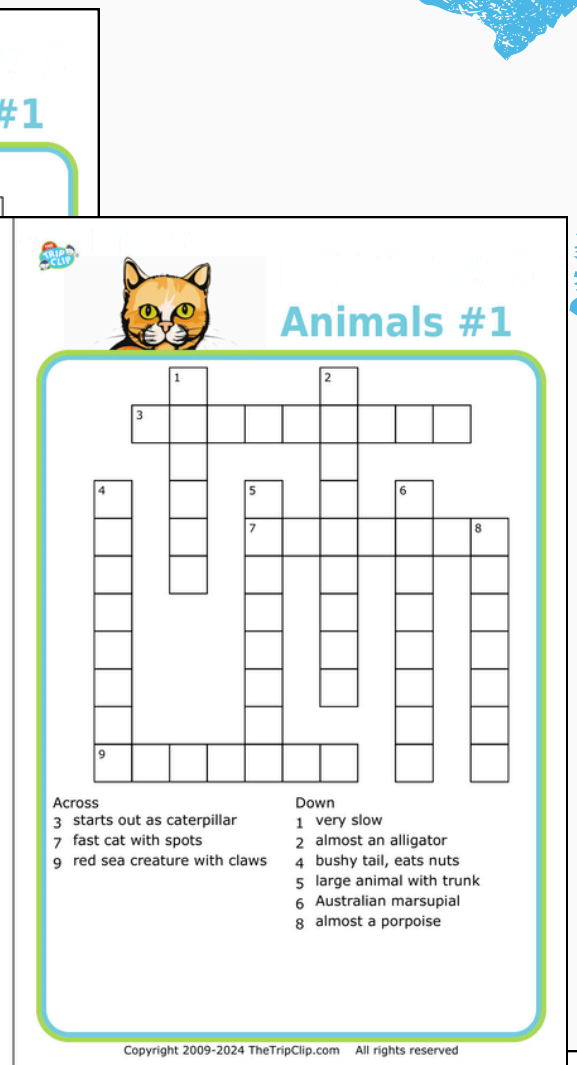 #1
THE
TRIP
CLIP
Animals #1
1
2
3
4
5
6
7
8
9
Across
3 starts out as caterpillar
7 fast cat with spots
9 red sea creature with claws
Down
1 very slow
2 almost an alligator
4 bushy tail, eats nuts
5 large animal with trunk
6 Australian marsupial
8 almost a porpoise
Copyright 2009-2024 TheTripClip.com All rights reserved